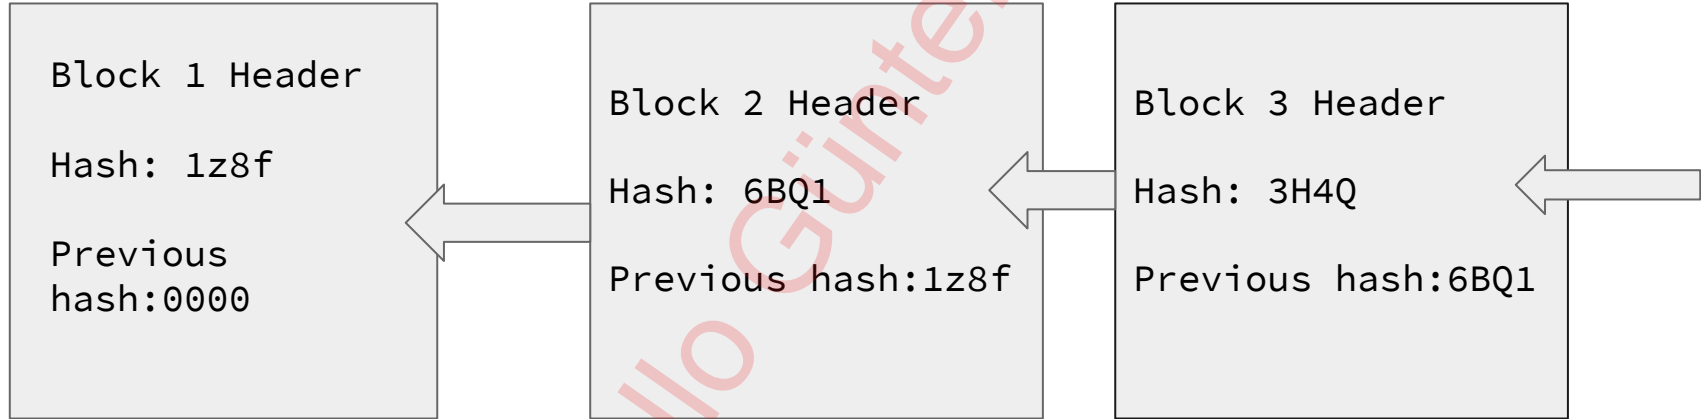 Block 1 Header
Hash: 1z8f
Previous
hash:0000
Block 2 Header
Hash: 6BQ1
Previous hash:1z8f
Block 3 Header
Hash: 3H4Q
Previous hash:6BQ1